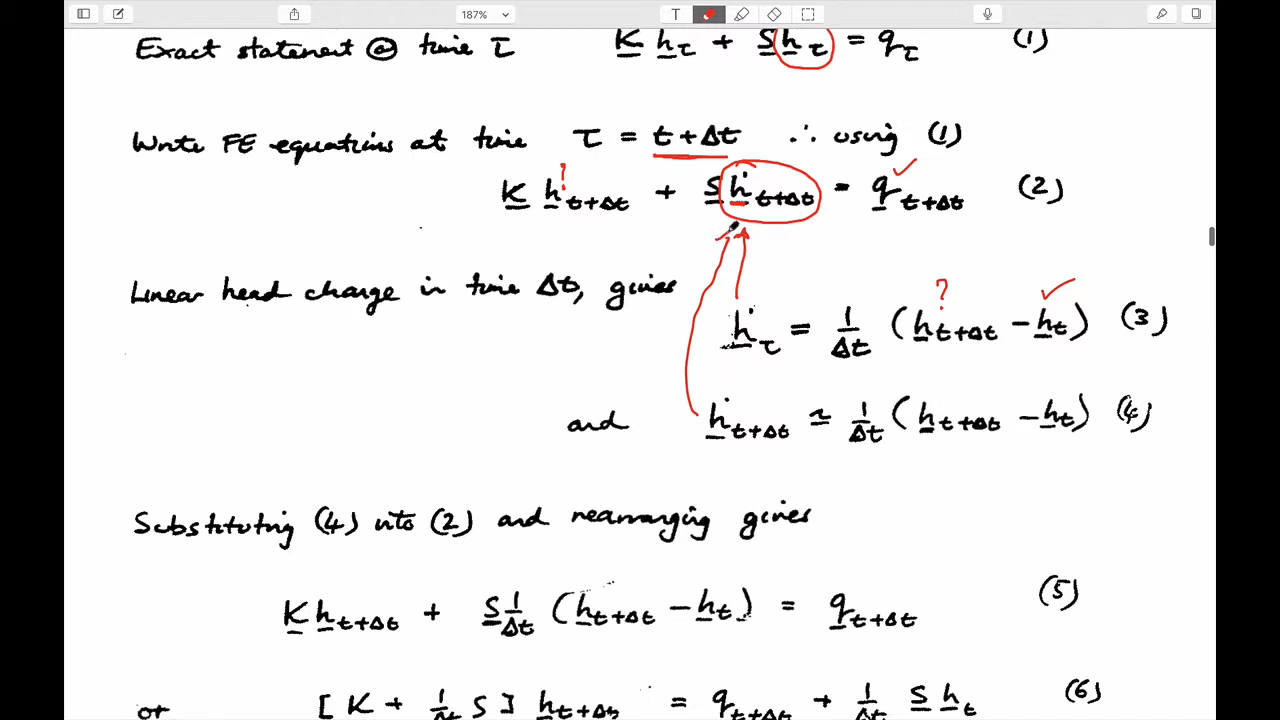 187%
T
Exact statement @ time τ K h_τ + S ḣ_τ = q_τ (1)
Write FE equations at time τ = t+Δt ∴ using (1)
?
K h_t+Δt + S ḣ_t+Δt = q_t+Δt (2)
Linear head change in time Δt, gives
?
ḣ_τ = 1/Δt (h_t+Δt − h_t) (3)
and ḣ_t+Δt ≃ 1/Δt (h_t+Δt − h_t) (4)
Substituting (4) into (2) and rearranging gives
K h_t+Δt + S 1/Δt (h_t+Δt − h_t) = q_t+Δt (5)
or [K + 1/Δt S] h_t+Δt = q_t+Δt + 1/Δt S h_t (6)